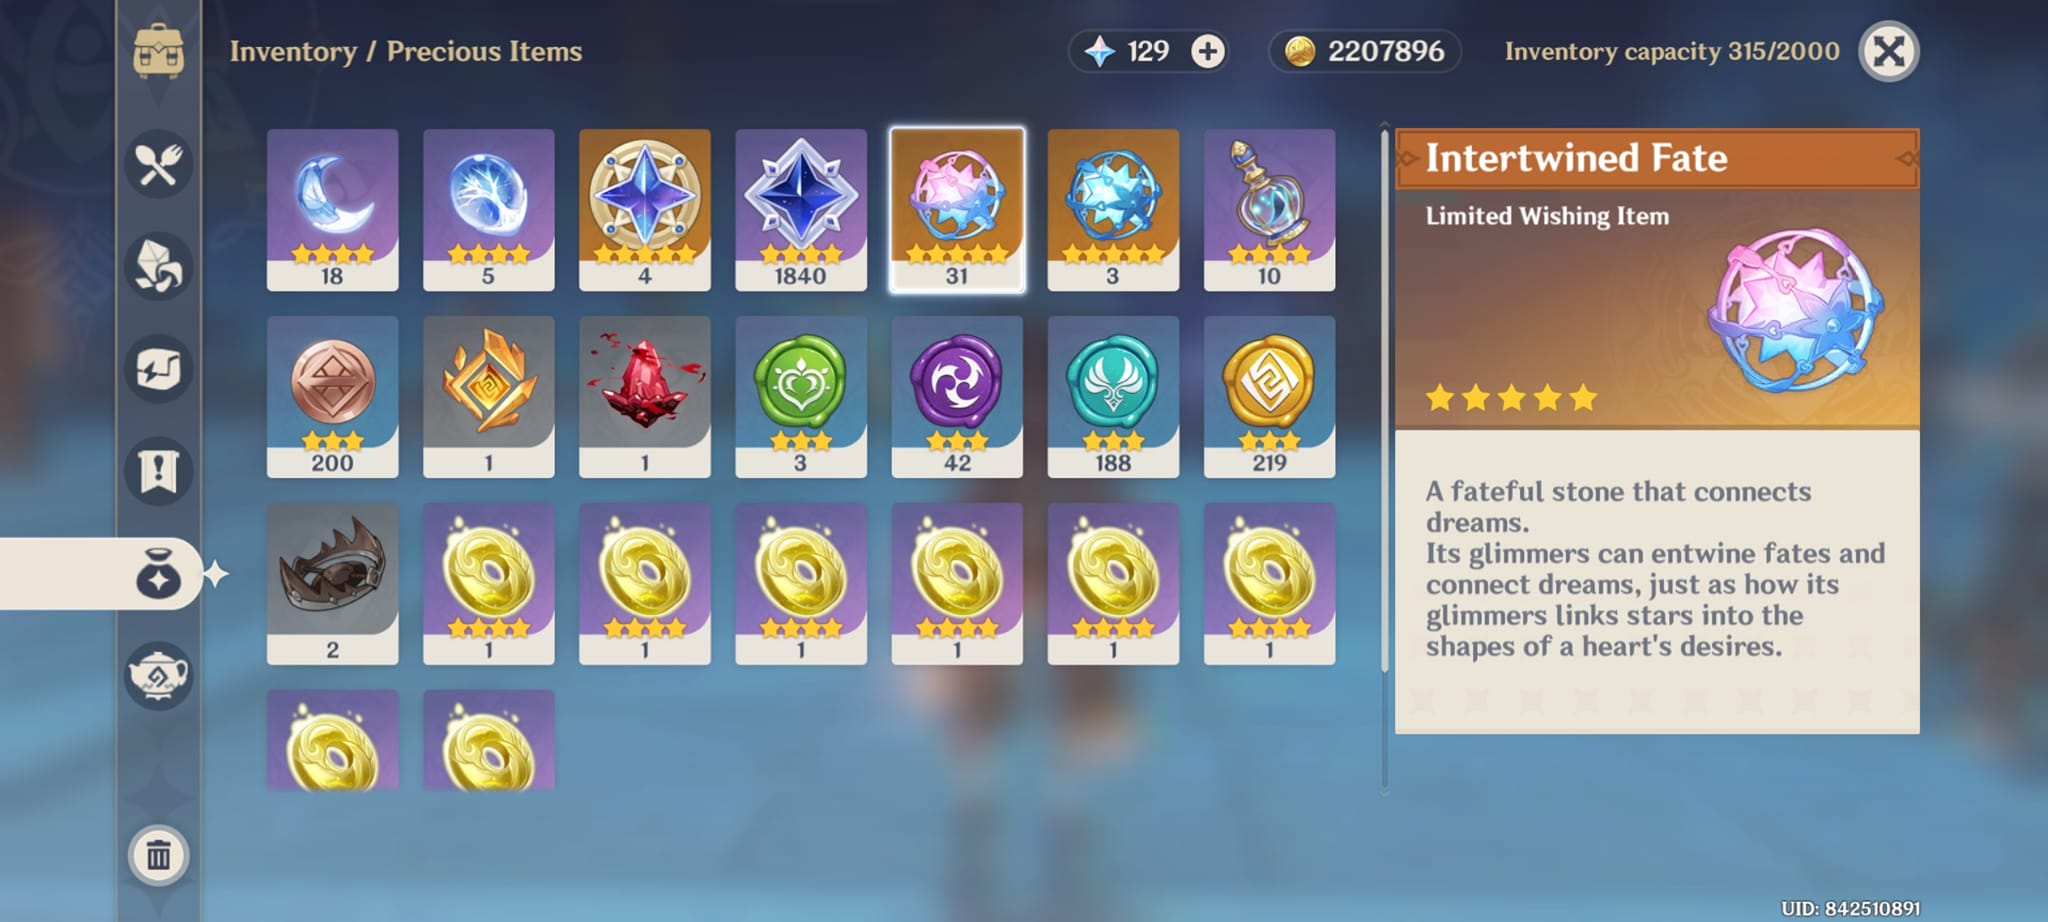 Inventory / Precious Items
129
2207896
Inventory capacity 315/2000
18
5
4
1840
31
3
10
200
1
1
3
42
188
219
2
1
1
1
1
1
1
Intertwined Fate
Limited Wishing Item
A fateful stone that connects
dreams.
Its glimmers can entwine fates and
connect dreams, just as how its
glimmers links stars into the
shapes of a heart's desires.
UID: 842510891